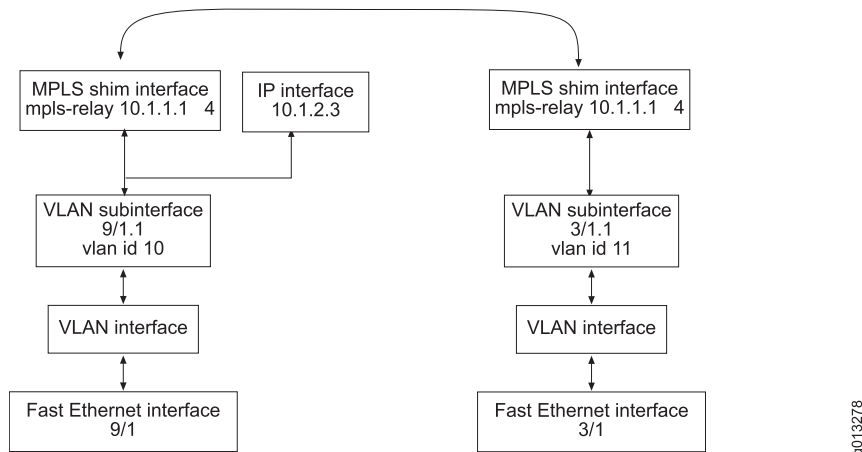 MPLS shim interface
mpls-relay 10.1.1.1 4
IP interface
10.1.2.3
MPLS shim interface
mpls-relay 10.1.1.1 4
VLAN subinterface
9/1.1
vlan id 10
VLAN subinterface
3/1.1
vlan id 11
VLAN interface
VLAN interface
Fast Ethernet interface
9/1
Fast Ethernet interface
3/1
g013278